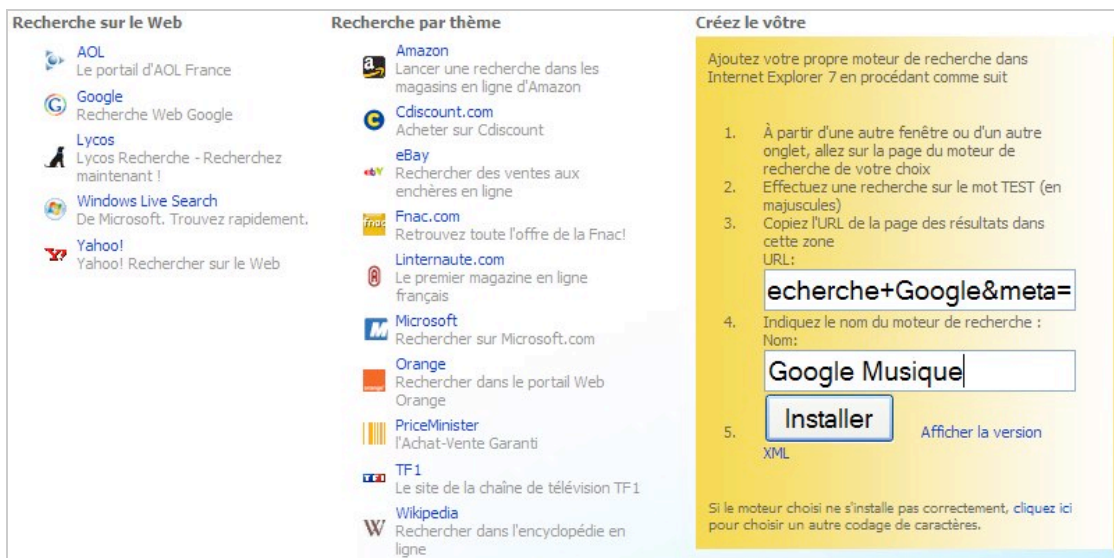 Recherche sur le Web
AOL
Le portail d'AOL France
Google
Recherche Web Google
Lycos
Lycos Recherche - Recherchez
maintenant !
Windows Live Search
De Microsoft. Trouvez rapidement.
Yahoo!
Yahoo! Rechercher sur le Web
Recherche par thème
Amazon
Lancer une recherche dans les
magasins en ligne d'Amazon
Cdiscount.com
Acheter sur Cdiscount
eBay
Rechercher des ventes aux
enchères en ligne
Fnac.com
Retrouvez toute l'offre de la Fnac!
Linternaute.com
Le premier magazine en ligne
français
Microsoft
Rechercher sur Microsoft.com
Orange
Rechercher dans le portail Web
Orange
PriceMinister
l'Achat-Vente Garanti
TF1
Le site de la chaîne de télévision TF1
Wikipedia
Rechercher dans l'encyclopédie en
ligne
Créez le vôtre
Ajoutez votre propre moteur de recherche dans
Internet Explorer 7 en procédant comme suit
1. À partir d'une autre fenêtre ou d'un autre
onglet, allez sur la page du moteur de
recherche de votre choix
2. Effectuez une recherche sur le mot TEST (en
majuscules)
3. Copiez l'URL de la page des résultats dans
cette zone
URL:
echerche+Google&meta=
4. Indiquez le nom du moteur de recherche :
Nom:
Google Musique
5. Installer Afficher la version
XML
Si le moteur choisi ne s'installe pas correctement, cliquez ici
pour choisir un autre codage de caractères.